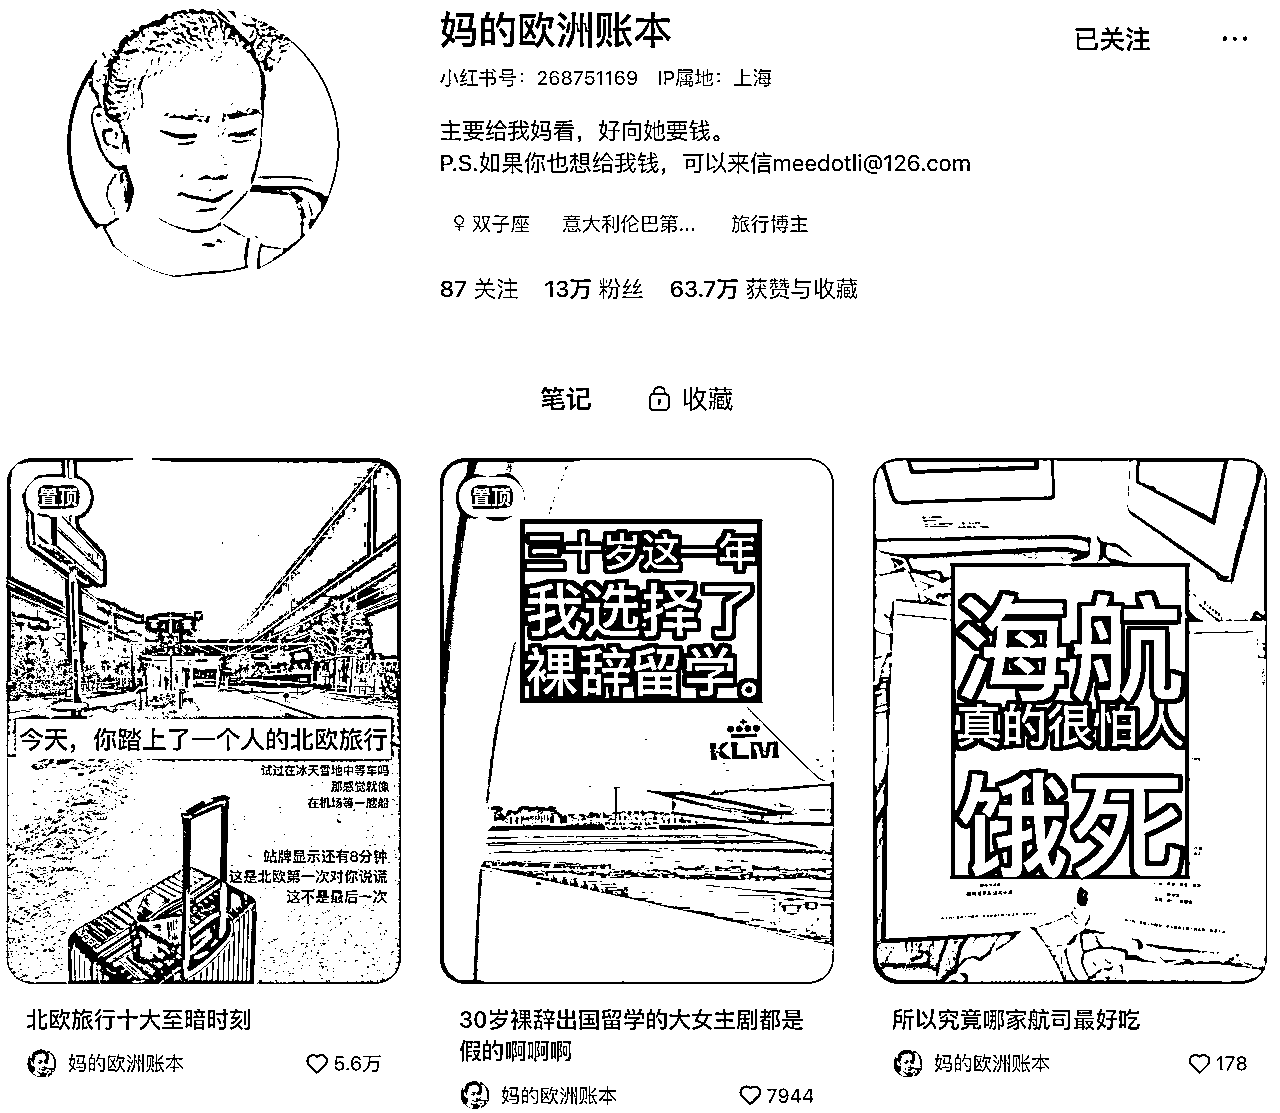 妈的欧洲账本
已关注
小红书号：268751169 IP属地：上海
主要给我妈看，好向她要钱。
P.S.如果你也想给我钱，可以来信meedotli@126.com
♀ 双子座 意大利伦巴第... 旅行博主
87 关注 13万 粉丝 63.7万 获赞与收藏
笔记 收藏
置顶
今天，你踏上了一个人的北欧旅行
试过在冰天雪地中等车吗
那感觉就像
在机场等一艘船
站牌显示还有8分钟
这是北欧第一次对你说谎
这不是最后一次
北欧旅行十大至暗时刻
妈的欧洲账本 5.6万
置顶
三十岁这一年
我选择了
裸辞留学。
KLM
30岁裸辞出国留学的大女主剧都是
假的啊啊啊
妈的欧洲账本 7944
海航
真的很怕人
饿死
所以究竟哪家航司最好吃
妈的欧洲账本 178